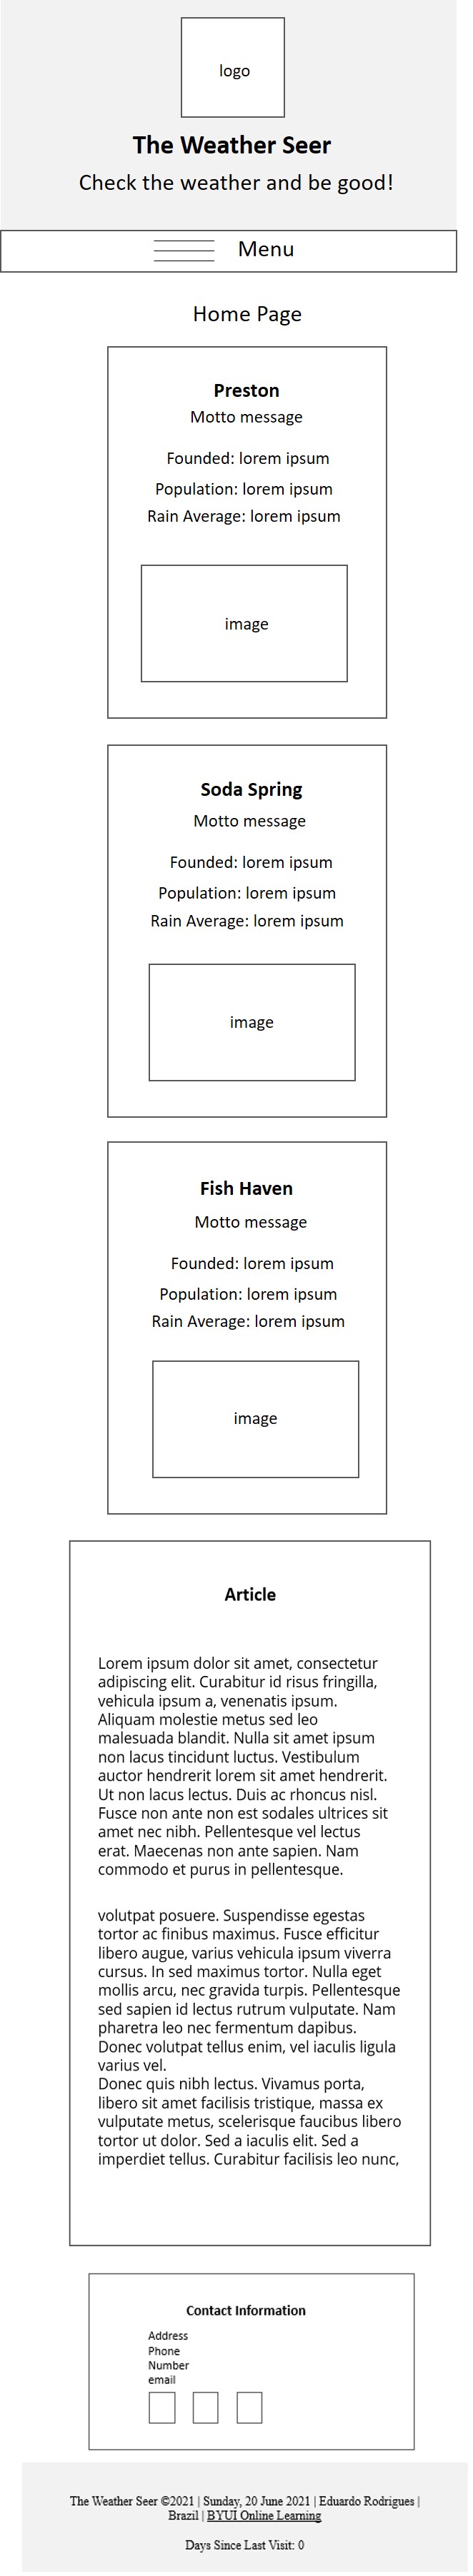 logo
The Weather Seer
Check the weather and be good!
Menu
Home Page
Preston
Motto message
Founded: lorem ipsum
Population: lorem ipsum
Rain Average: lorem ipsum
image
Soda Spring
Motto message
Founded: lorem ipsum
Population: lorem ipsum
Rain Average: lorem ipsum
image
Fish Haven
Motto message
Founded: lorem ipsum
Population: lorem ipsum
Rain Average: lorem ipsum
image
Article
Lorem ipsum dolor sit amet, consectetur
adipiscing elit. Curabitur id risus fringilla,
vehicula ipsum a, venenatis ipsum.
Aliquam molestie metus sed leo
malesuada blandit. Nulla sit amet ipsum
non lacus tincidunt luctus. Vestibulum
auctor hendrerit lorem sit amet hendrerit.
Ut non lacus lectus. Duis ac rhoncus nisl.
Fusce non ante non est sodales ultrices sit
amet nec nibh. Pellentesque vel lectus
erat. Maecenas non ante sapien. Nam
commodo et purus in pellentesque.
volutpat posuere. Suspendisse egestas
tortor ac finibus maximus. Fusce efficitur
libero augue, varius vehicula ipsum viverra
cursus. In sed maximus tortor. Nulla eget
mollis arcu, nec gravida turpis. Pellentesque
sed sapien id lectus rutrum vulputate. Nam
pharetra leo nec fermentum dapibus.
Donec volutpat tellus enim, vel iaculis ligula
varius vel.
Donec quis nibh lectus. Vivamus porta,
libero sit amet facilisis tristique, massa ex
vulputate metus, scelerisque faucibus libero
tortor ut dolor. Sed a iaculis elit. Sed a
imperdiet tellus. Curabitur facilisis leo nunc,
Contact Information
Address
Phone
Number
email
The Weather Seer ©2021 | Sunday, 20 June 2021 | Eduardo Rodrigues |
Brazil | BYUI Online Learning
Days Since Last Visit: 0